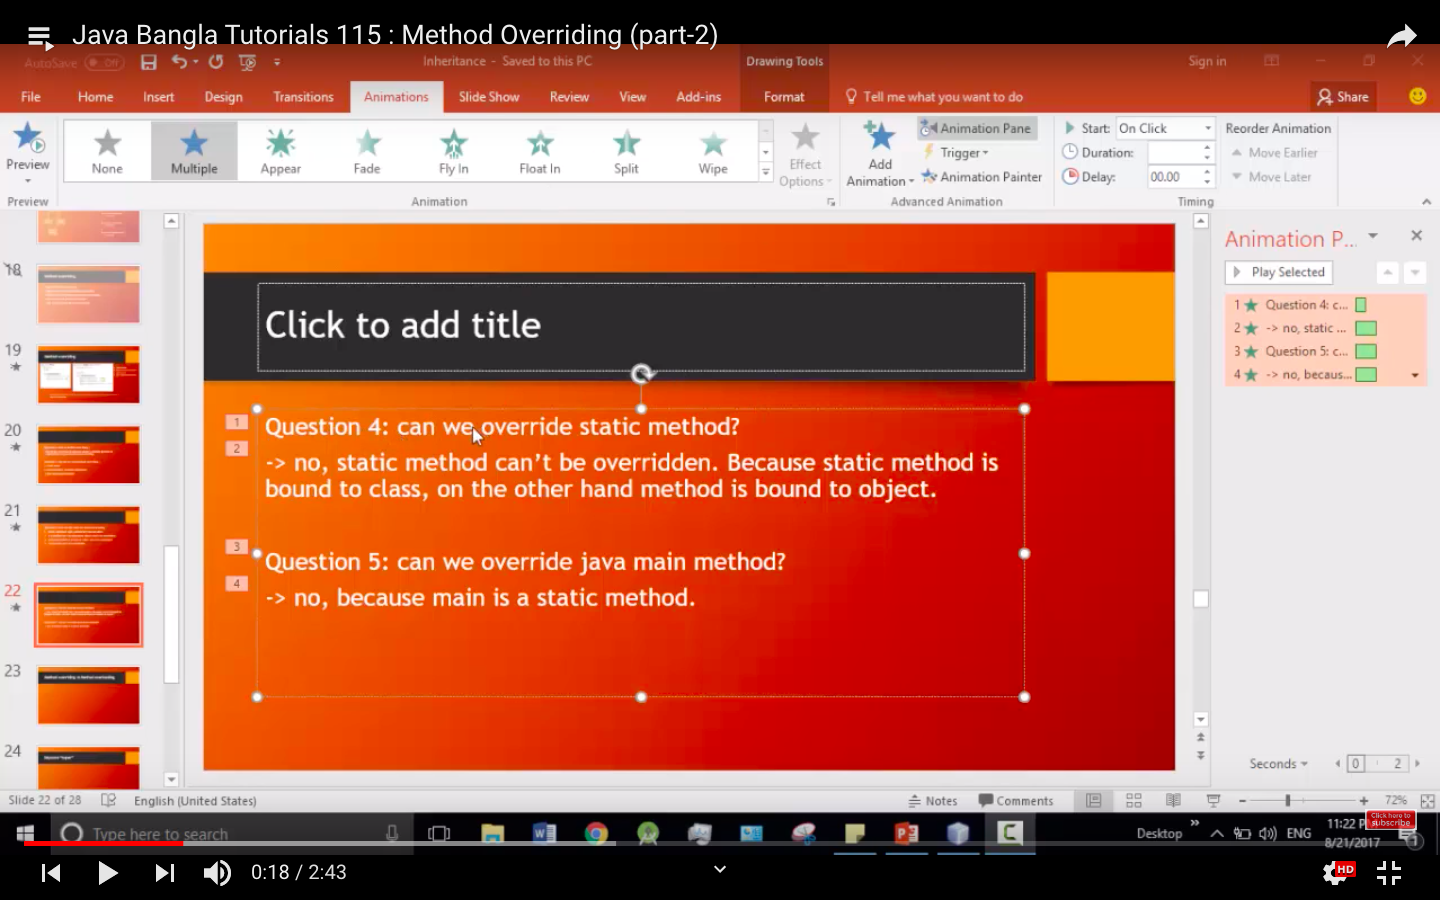 Java Bangla Tutorials 115 : Method Overriding (part-2)
AutoSave Off
Inheritance - Saved to this PC
Drawing Tools
Sign in
File Home Insert Design Transitions Animations Slide Show Review View Add-ins Format Tell me what you want to do Share
Preview
None Multiple Appear Fade Fly In Float In Split Wipe
Effect Options
Add Animation
Animation Pane
Trigger
Animation Painter
Start: On Click
Duration:
Delay: 00.00
Reorder Animation
Move Earlier
Move Later
Preview Animation Advanced Animation Timing
18
19
20
21
22
23
24
Click to add title
1 Question 4: can we override static method?
2 -> no, static method can't be overridden. Because static method is
bound to class, on the other hand method is bound to object.
3 Question 5: can we override java main method?
4 -> no, because main is a static method.
Animation P...
Play Selected
1 Question 4: c...
2 -> no, static ...
3 Question 5: c...
4 -> no, becaus...
Seconds 0 2
Slide 22 of 28 English (United States) Notes Comments 72%
Type here to search
Desktop ENG
11:22 P
8/21/2017
Click here to
subscribe
0:18 / 2:43
HD